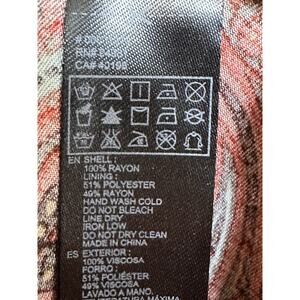 CA# 40198
EN SHELL :
100% RAYON
LINING :
51% POLYESTER
49% RAYON
HAND WASH COLD
DO NOT BLEACH
LINE DRY
IRON LOW
DO NOT DRY CLEAN
MADE IN CHINA
ES EXTERIOR :
100% VISCOSA
FORRO :
51% POLIÉSTER
49% VISCOSA
LAVADO A MANO.
TEMPERATURA MÁXIMA